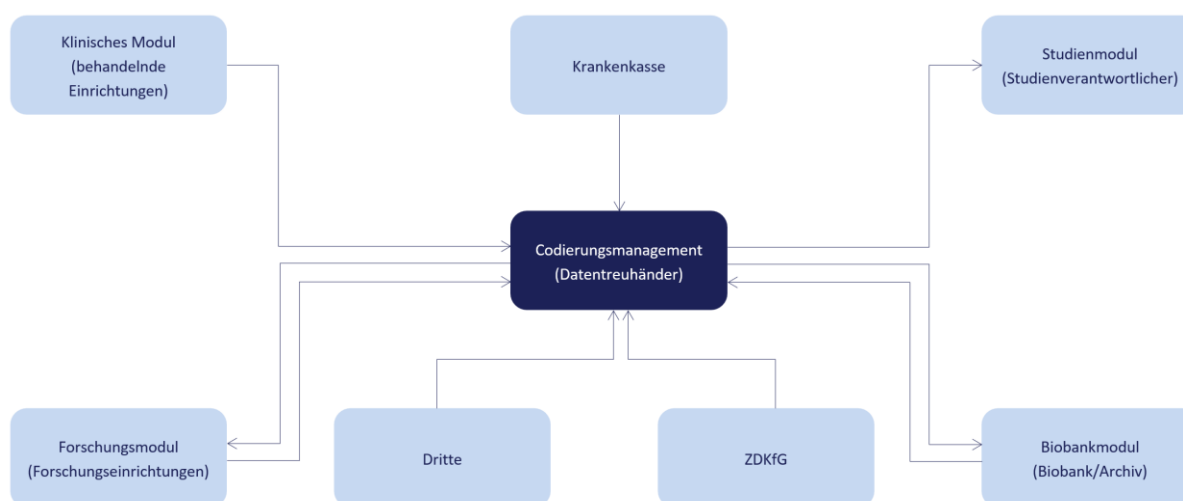 Klinisches Modul
(behandelnde
Einrichtungen)
Krankenkasse
Studienmodul
(Studienverantwortlicher)
Codierungsmanagement
(Datentreuhänder)
Forschungsmodul
(Forschungseinrichtungen)
Dritte
ZDKfG
Biobankmodul
(Biobank/Archiv)